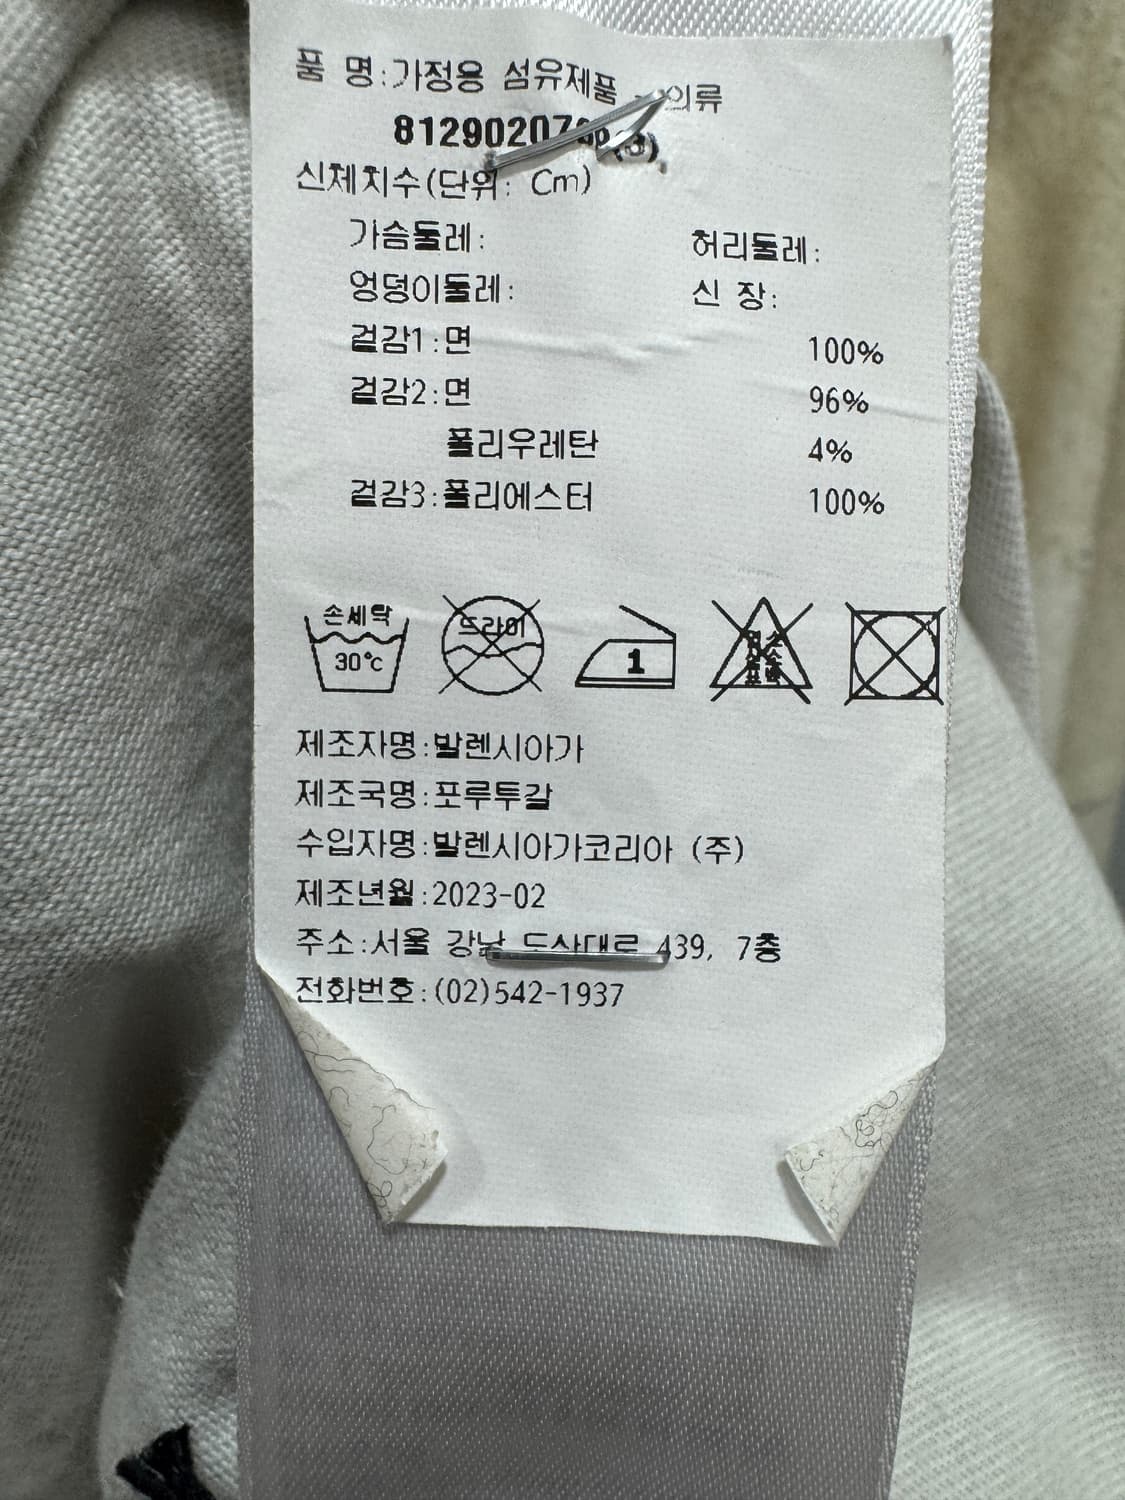 품 명:가정용 섬유제품 - 의류
신체치수(단위: Cm)
가슴둘레: 허리둘레:
엉덩이둘레: 신 장:
겉감1:면 100%
겉감2:면 96%
폴리우레탄 4%
겉감3:폴리에스터 100%
손세탁 드라이
30℃ 1
제조자명:발렌시아가
제조국명:포루투갈
수입자명:발렌시아가코리아 (주)
제조년월:2023-02
주소:서울 강남 도산대로 439, 7층
전화번호:(02)542-1937